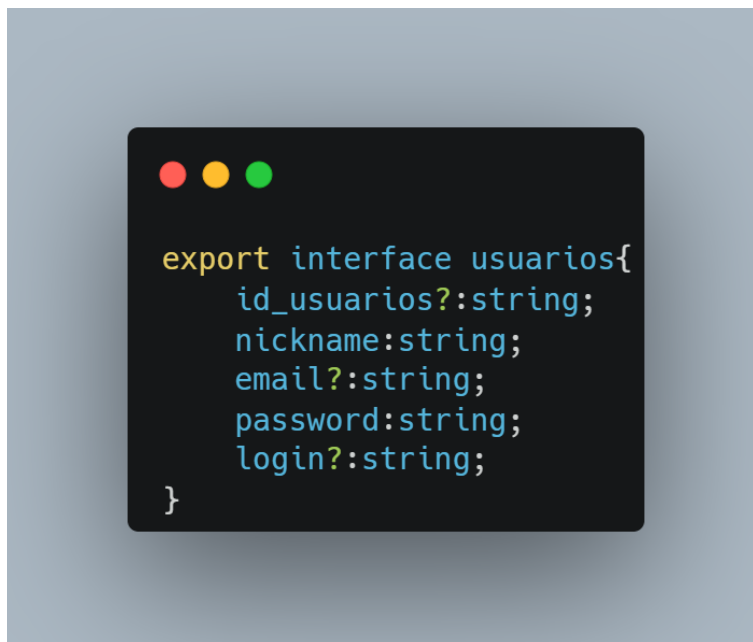 export interface usuarios{
    id_usuarios?:string;
    nickname:string;
    email?:string;
    password:string;
    login?:string;
}